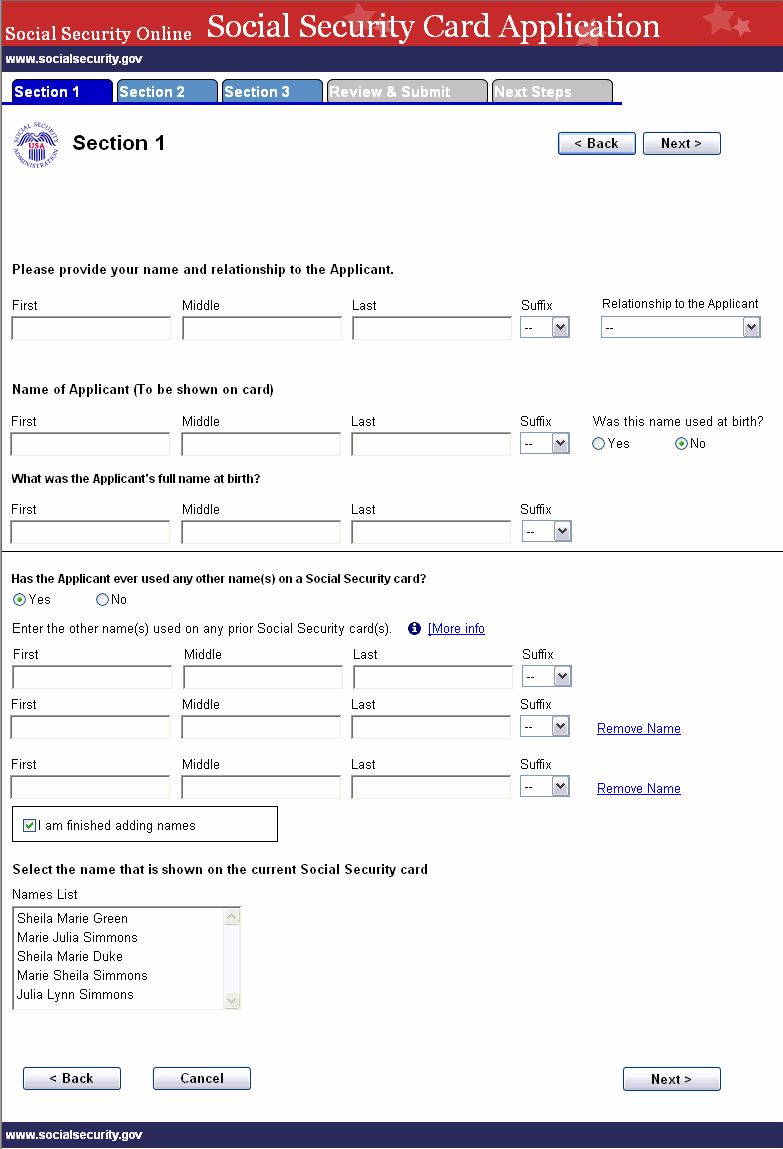 Social Security Online Social Security Card Application
www.socialsecurity.gov
Section 1 Section 2 Section 3 Review & Submit Next Steps
SOCIAL SECURITY ADMINISTRATION
USA
Section 1
< Back Next >
Please provide your name and relationship to the Applicant.
First Middle Last Suffix Relationship to the Applicant
-- --
Name of Applicant (To be shown on card)
First Middle Last Suffix Was this name used at birth?
-- Yes No
What was the Applicant's full name at birth?
First Middle Last Suffix
--
Has the Applicant ever used any other name(s) on a Social Security card?
Yes No
Enter the other name(s) used on any prior Social Security card(s). i [More info
First Middle Last Suffix
--
First Middle Last Suffix
-- Remove Name
First Middle Last Suffix
-- Remove Name
I am finished adding names
Select the name that is shown on the current Social Security card
Names List
Sheila Marie Green
Marie Julia Simmons
Sheila Marie Duke
Marie Sheila Simmons
Julia Lynn Simmons
< Back Cancel Next >
www.socialsecurity.gov